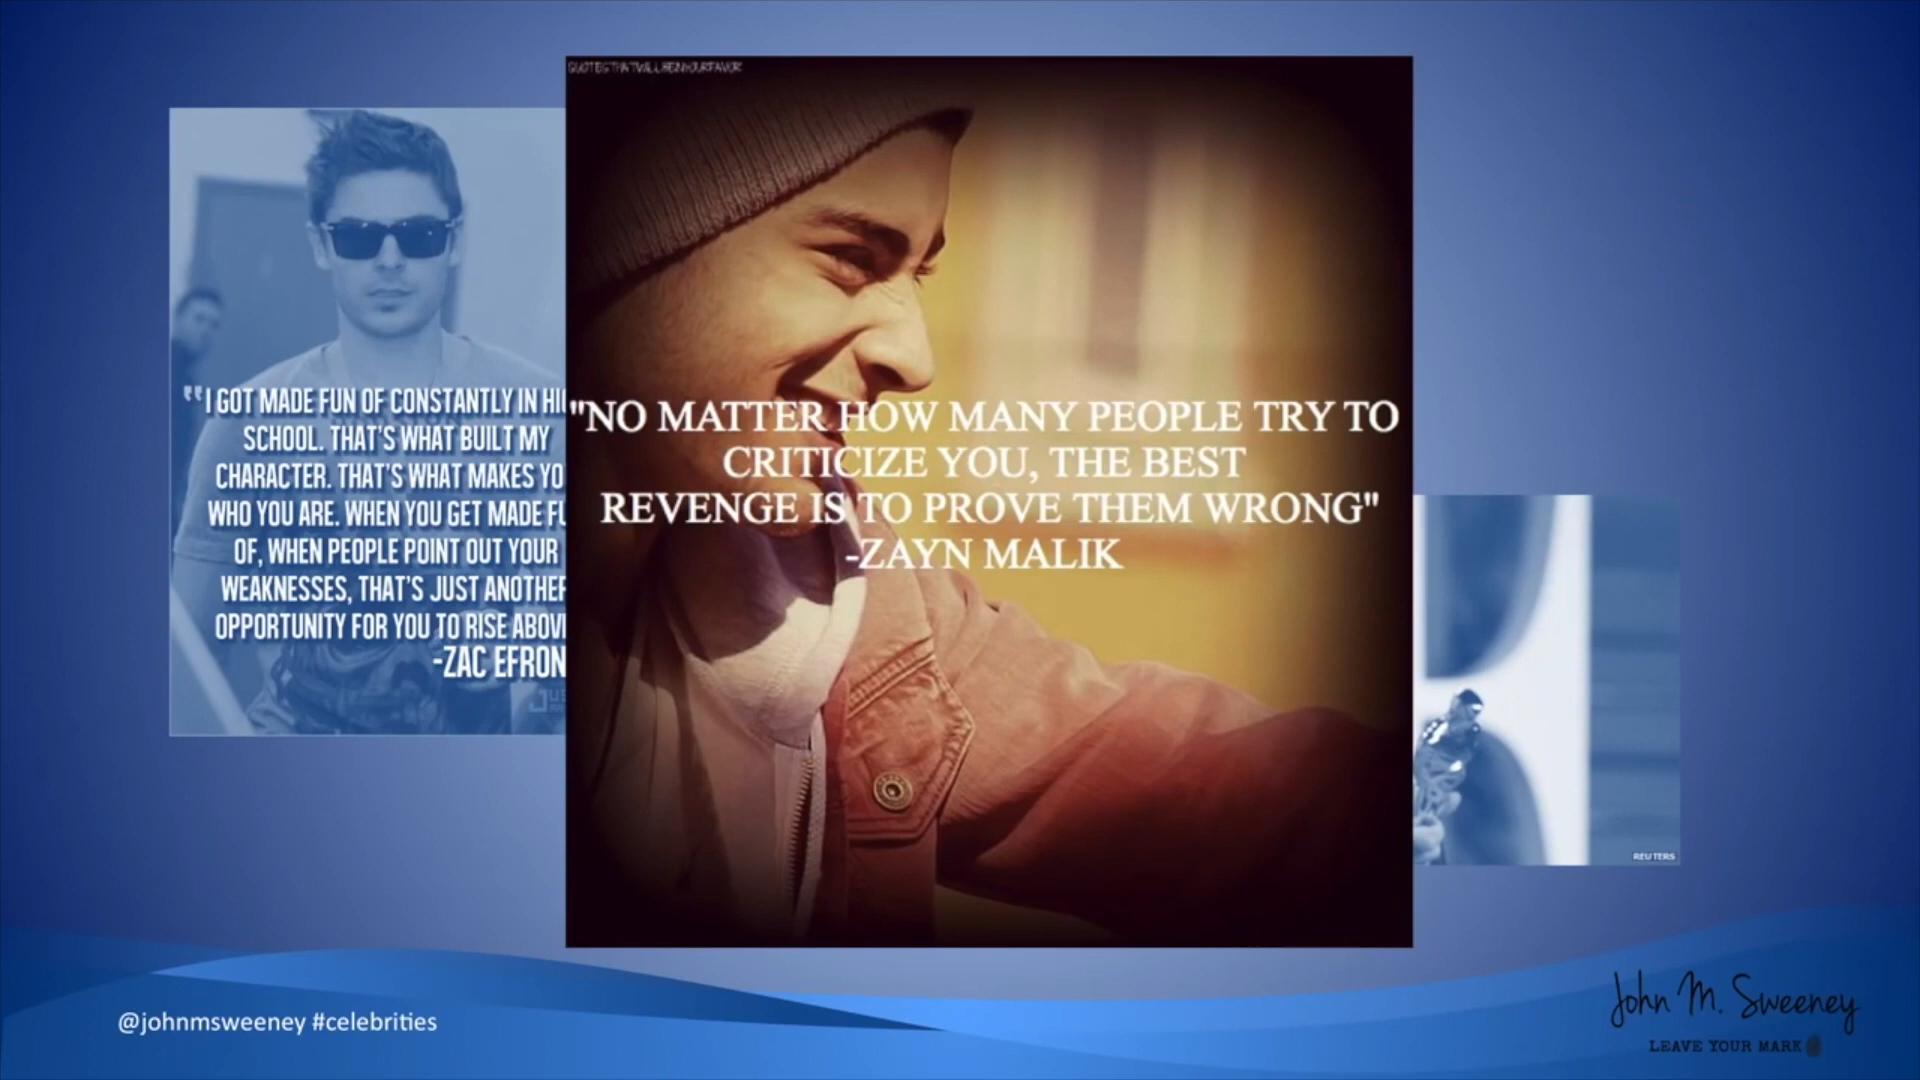 QUOTESTHATWILLBEINYOURFAVOR
"I GOT MADE FUN OF CONSTANTLY IN HI
SCHOOL. THAT'S WHAT BUILT MY
CHARACTER. THAT'S WHAT MAKES YO
WHO YOU ARE. WHEN YOU GET MADE FU
OF, WHEN PEOPLE POINT OUT YOUR
WEAKNESSES, THAT'S JUST ANOTHER
OPPORTUNITY FOR YOU TO RISE ABOVE
-ZAC EFRON
"NO MATTER HOW MANY PEOPLE TRY TO
CRITICIZE YOU, THE BEST
REVENGE IS TO PROVE THEM WRONG"
-ZAYN MALIK
REUTERS
@johnmsweeney #celebrities
John M. Sweeney
LEAVE YOUR MARK